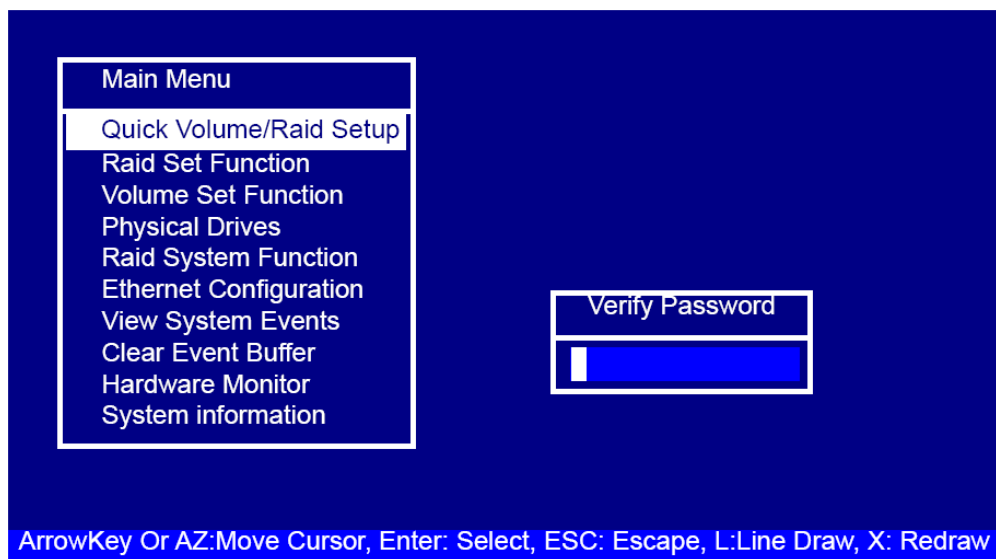 Main Menu
Quick Volume/Raid Setup
Raid Set Function
Volume Set Function
Physical Drives
Raid System Function
Ethernet Configuration
View System Events
Clear Event Buffer
Hardware Monitor
System information
Verify Password
ArrowKey Or AZ:Move Cursor, Enter: Select, ESC: Escape, L:Line Draw, X: Redraw